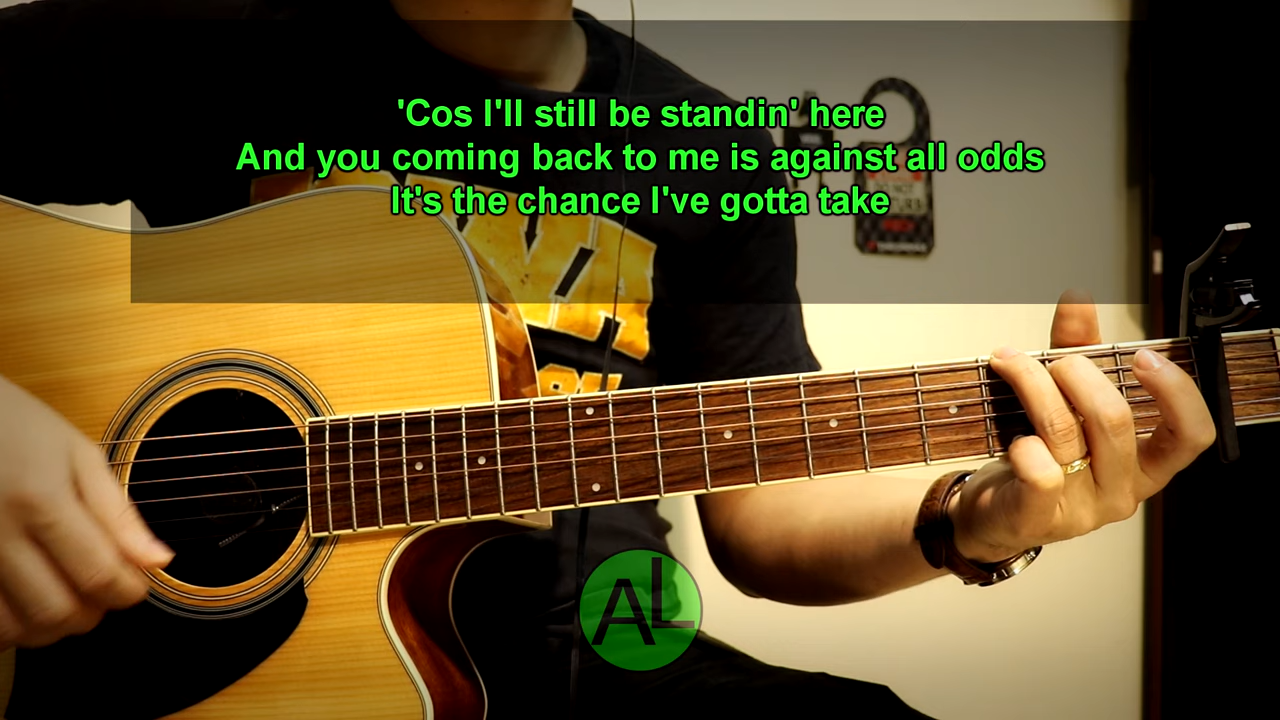 'Cos I'll still be standin' here
And you coming back to me is against all odds
It's the chance I've gotta take
AL